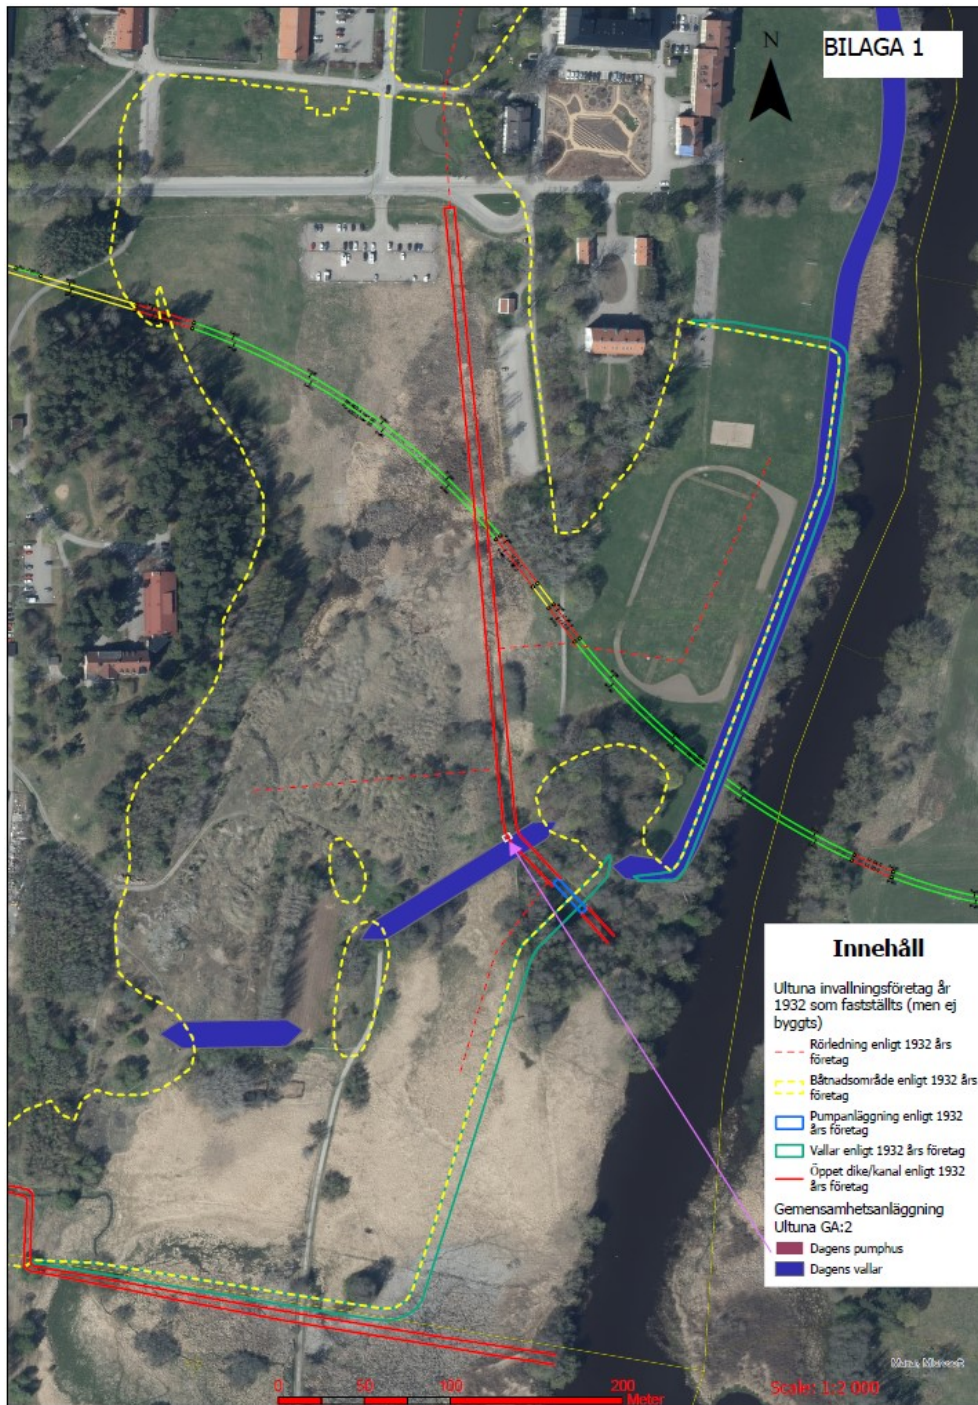 N
BILAGA 1
Innehåll
Ultuna invallningsföretag år
1932 som fastställts (men ej
byggts)
Rörledning enligt 1932 års
företag
Båtnadsområde enligt 1932 års
företag
Pumpanläggning enligt 1932
års företag
Vallar enligt 1932 års företag
Öppet dike/kanal enligt 1932
års företag
Gemensamhetsanläggning
Ultuna GA:2
Dagens pumphus
Dagens vallar
0 50 100 200
Meter
Scale: 1:2 000